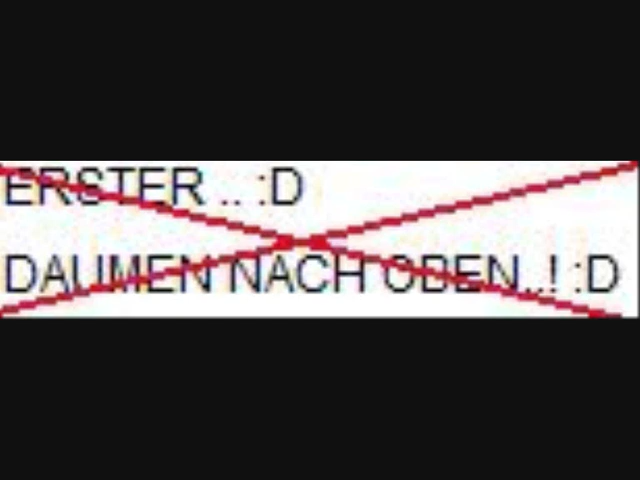 ERSTER .. :D
DAUMEN NACH OBEN..! :D